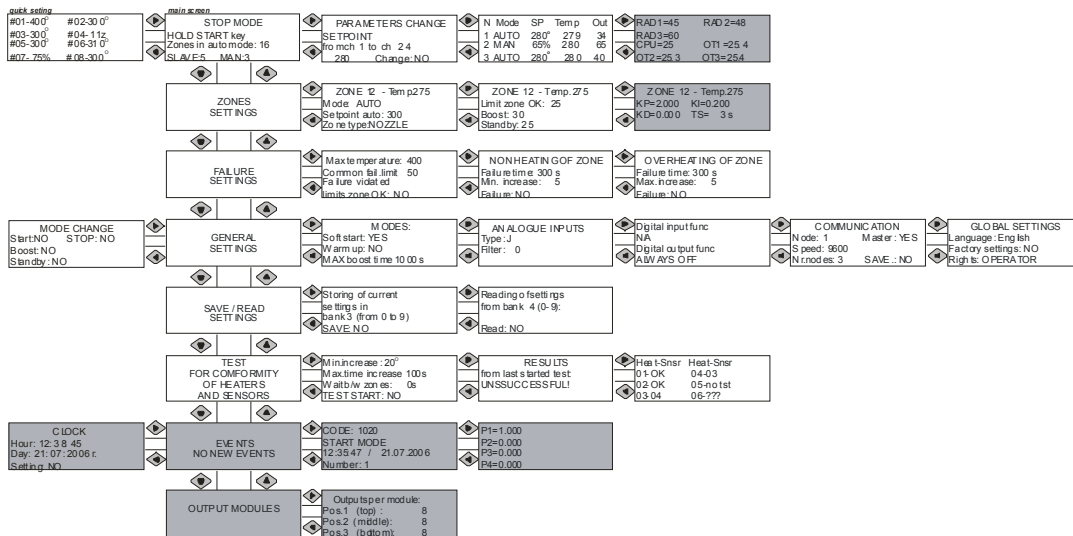 quick setting
main screen
#01-400° #02-300°
#03-300° #04-11z
#05-300° #06-310°
#07-75% #08-300°
STOP MODE
HOLD START key
Zones in auto mode: 16
SLAVE:5 MAN:3
PARAMETERS CHANGE
SETPOINT
from ch 1 to ch 24
280 Change: NO
N Mode SP Temp Out
1 AUTO 280° 279 34
2 MAN 65% 280 65
3 AUTO 280° 280 40
RAD1=45 RAD2=48
RAD3=60
CPU=25 OT1=25.4
OT2=25.3 OT3=25.4
ZONES
SETTINGS
ZONE 12 - Temp.275
Mode: AUTO
Setpoint auto: 300
Zone type:NOZZLE
ZONE 12 - Temp.275
Limit zone OK: 25
Boost: 30
Standby: 25
ZONE 12 - Temp.275
KP=2.000 KI=0.200
KD=0.000 TS= 3 s
FAILURE
SETTINGS
Max temperature: 400
Common fail.limit 50
Failure violated
limits zone OK: NO
NONHEATING OF ZONE
Failure time: 300 s
Min. increase: 5
Failure: NO
OVERHEATING OF ZONE
Failure time: 300 s
Max. increase: 5
Failure: NO
MODE CHANGE
Start:NO STOP: NO
Boost: NO
Standby: NO
GENERAL
SETTINGS
MODES:
Soft start: YES
Warm up: NO
MAX boost time 1000 s
ANALOGUE INPUTS
Type: J
Filter: 0
Digital input func
N/A
Digital output func
ALWAYS OFF
COMMUNICATION
Node: 1 Master: YES
Speed: 9600
Nr.nodes: 3 SAVE .: NO
GLOBAL SETTINGS
Language: English
Factory settings: NO
Rights: OPERATOR
SAVE / READ
SETTINGS
Storing of current
settings in
bank 3 (from 0 to 9)
SAVE: NO
Reading of settings
from bank 4 (0-9):
Read: NO
TEST
FOR COMFORMITY
OF HEATERS
AND SENSORS
Min.increase: 20°
Max.time increase 100s
Wait b/w zones: 0s
TEST START: NO
RESULTS
from last started test:
UNSSUCCESSFUL!
Heat-Snsr Heat-Snsr
01-OK 04-03
02-OK 05-no tst
03-04 06-???
CLOCK
Hour: 12:38:45
Day: 21:07:2006 r.
Setting: NO
EVENTS
NO NEW EVENTS
CODE: 1020
START MODE
12:35:47 / 21.07.2006
Number: 1
P1=1.000
P2=0.000
P3=0.000
P4=0.000
OUTPUT MODULES
Outputs per module:
Pos.1 (top) : 8
Pos.2 (middle): 8
Pos.3 (bottom): 8